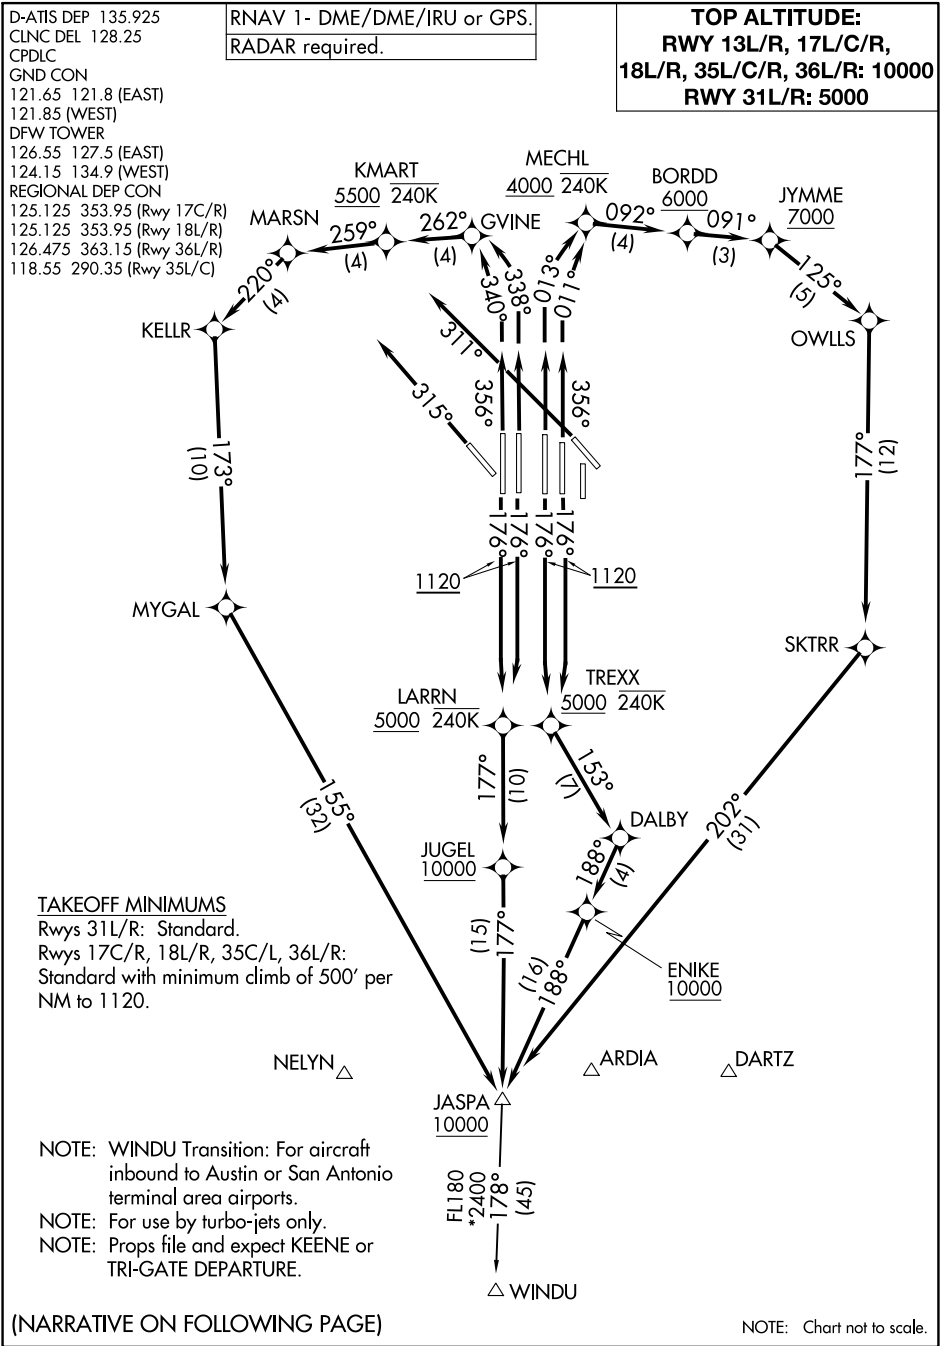 D-ATIS DEP 135.925
CLNC DEL 128.25
CPDLC
GND CON
121.65 121.8 (EAST)
121.85 (WEST)
DFW TOWER
126.55 127.5 (EAST)
124.15 134.9 (WEST)
REGIONAL DEP CON
125.125 353.95 (Rwy 17C/R)
125.125 353.95 (Rwy 18L/R)
126.475 363.15 (Rwy 36L/R)
118.55 290.35 (Rwy 35L/C)
RNAV 1- DME/DME/IRU or GPS.
RADAR required.
TOP ALTITUDE:
RWY 13L/R, 17L/C/R,
18L/R, 35L/C/R, 36L/R: 10000
RWY 31L/R: 5000
KMART
5500 240K
MECHL
4000 240K
BORDD
6000
JYMME
7000
MARSN
GVINE
259°
(4)
262°
(4)
092°
(4)
091°
(3)
220°
(4)
125°
(5)
KELLR
OWLLS
340°
338°
013°
011°
311°
315°
356°
356°
173°
(10)
177°
(12)
176°
176°
176°
176°
1120
1120
MYGAL
SKTRR
LARRN
5000 240K
TREXX
5000 240K
155°
(32)
177°
(10)
153°
(7)
202°
(31)
DALBY
JUGEL
10000
188°
(4)
(15)
177°
(16)
188°
ENIKE
10000
TAKEOFF MINIMUMS
Rwys 31L/R: Standard.
Rwys 17C/R, 18L/R, 35C/L, 36L/R:
Standard with minimum climb of 500' per
NM to 1120.
NELYN
ARDIA
DARTZ
JASPA
10000
FL180
*2400
178°
(45)
WINDU
NOTE: WINDU Transition: For aircraft
inbound to Austin or San Antonio
terminal area airports.
NOTE: For use by turbo-jets only.
NOTE: Props file and expect KEENE or
TRI-GATE DEPARTURE.
(NARRATIVE ON FOLLOWING PAGE)
NOTE: Chart not to scale.